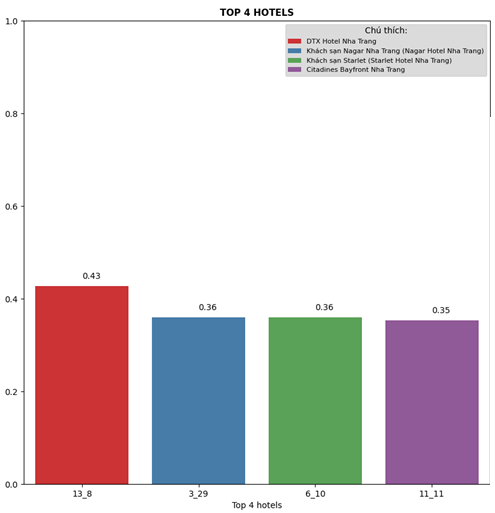 TOP 4 HOTELS
Chú thích:
DTX Hotel Nha Trang
Khách sạn Nagar Nha Trang (Nagar Hotel Nha Trang)
Khách sạn Starlet (Starlet Hotel Nha Trang)
Citadines Bayfront Nha Trang
1.0
0.8
0.6
0.4
0.2
0.0
0.43
0.36
0.36
0.35
13_8
3_29
6_10
11_11
Top 4 hotels